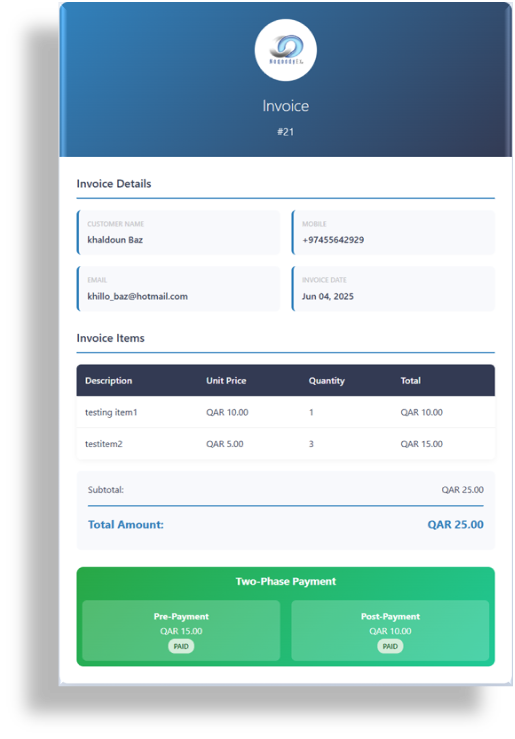 Invoice
#21
Invoice Details
CUSTOMER NAME
khaldoun Baz
MOBILE
+97455642929
EMAIL
khillo_baz@hotmail.com
INVOICE DATE
Jun 04, 2025
Invoice Items
Description Unit Price Quantity Total
testing item1 QAR 10.00 1 QAR 10.00
testitem2 QAR 5.00 3 QAR 15.00
Subtotal: QAR 25.00
Total Amount: QAR 25.00
Two-Phase Payment
Pre-Payment
QAR 15.00
PAID
Post-Payment
QAR 10.00
PAID